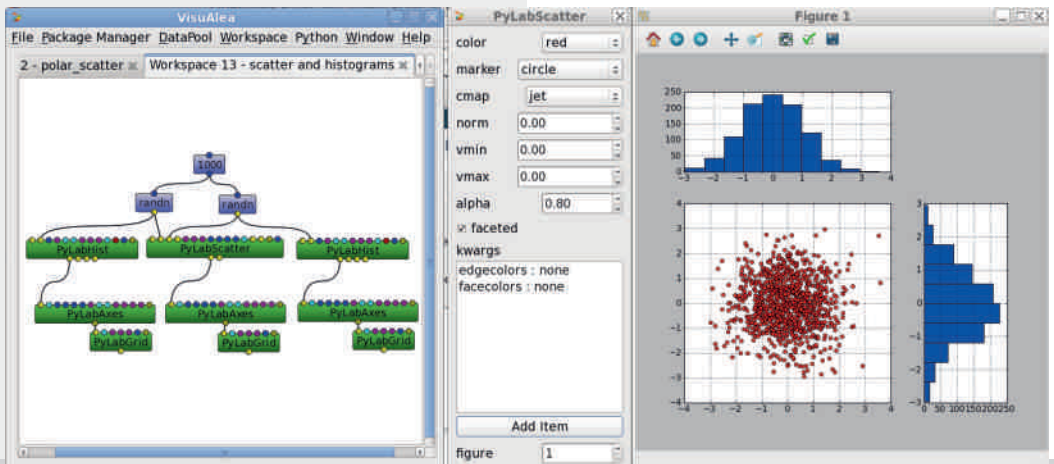 VisuAlea
File Package Manager DataPool Workspace Python Window Help
2 - polar_scatter
Workspace 13 - scatter and histograms
1000
randn
randn
PyLabHist
PyLabScatter
PyLabHist
PyLabAxes
PyLabAxes
PyLabAxes
PyLabGrid
PyLabGrid
PyLabGrid
PyLabScatter
color red
marker circle
cmap jet
norm 0.00
vmin 0.00
vmax 0.00
alpha 0.80
faceted
kwargs
edgecolors : none
facecolors : none
Add Item
figure 1
Figure 1
250
200
150
100
50
0
-3 -2 -1 0 1 2 3 4
4
3
2
1
0
-1
-2
-3
-4
-4 -3 -2 -1 0 1 2 3 4
3
2
1
0
-1
-2
-3
0 50 100150200250